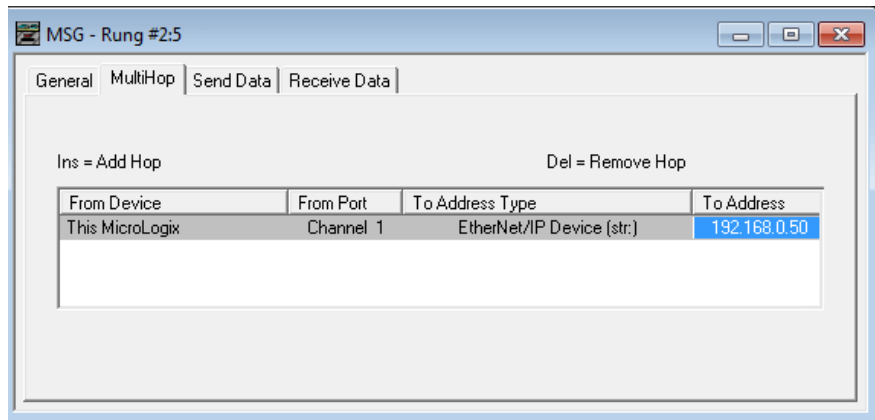 MSG - Rung #2:5
General MultiHop Send Data Receive Data
Ins = Add Hop Del = Remove Hop
From Device From Port To Address Type To Address
This MicroLogix Channel 1 EtherNet/IP Device (str:) 192.168.0.50